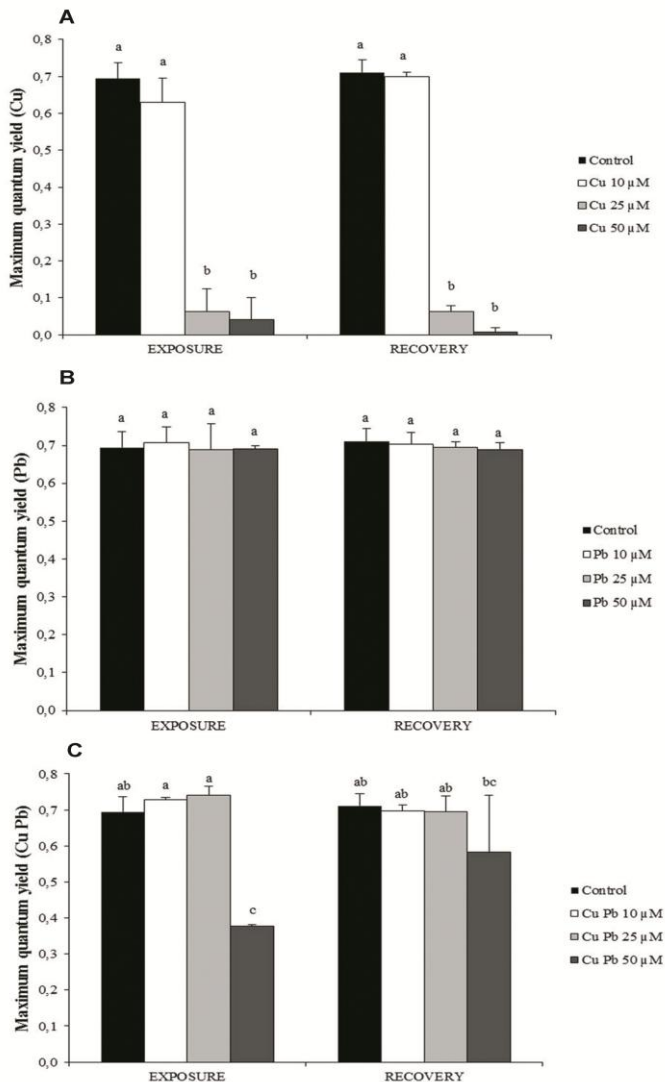 A
Maximum quantum yield (Cu)
0,8
0,7
0,6
0,5
0,4
0,3
0,2
0,1
0,0
a a b b
a a b b
EXPOSURE RECOVERY
Control
Cu 10 µM
Cu 25 µM
Cu 50 µM
B
Maximum quantum yield (Pb)
0,8
0,7
0,6
0,5
0,4
0,3
0,2
0,1
0,0
a a a a
a a a a
EXPOSURE RECOVERY
Control
Pb 10 µM
Pb 25 µM
Pb 50 µM
C
Maximum quantum yield (Cu Pb)
0,8
0,7
0,6
0,5
0,4
0,3
0,2
0,1
0,0
ab a a c
ab ab ab bc
EXPOSURE RECOVERY
Control
Cu Pb 10 µM
Cu Pb 25 µM
Cu Pb 50 µM